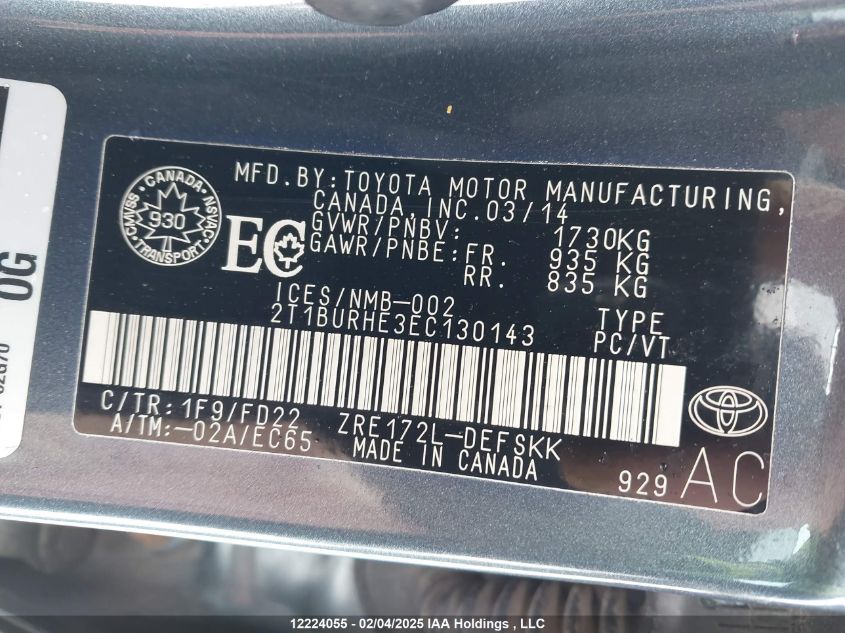 MFD.BY:TOYOTA MOTOR MANUFACTURING,
CANADA, INC.03/14
GVWR/PNBV: 1730KG
GAWR/PNBE:FR. 935 KG
RR. 835 KG
CANADA
CMVSS 930 NSVAC
TRANSPORT
EC
ICES/NMB-002
2T1BURHE3EC130143
TYPE
PC/VT
C/TR:1F9/FD22 ZRE172L-DEFSKK
A/TM:-02A/EC65 MADE IN CANADA
929 AC
0G
12224055 - 02/04/2025 IAA Holdings , LLC